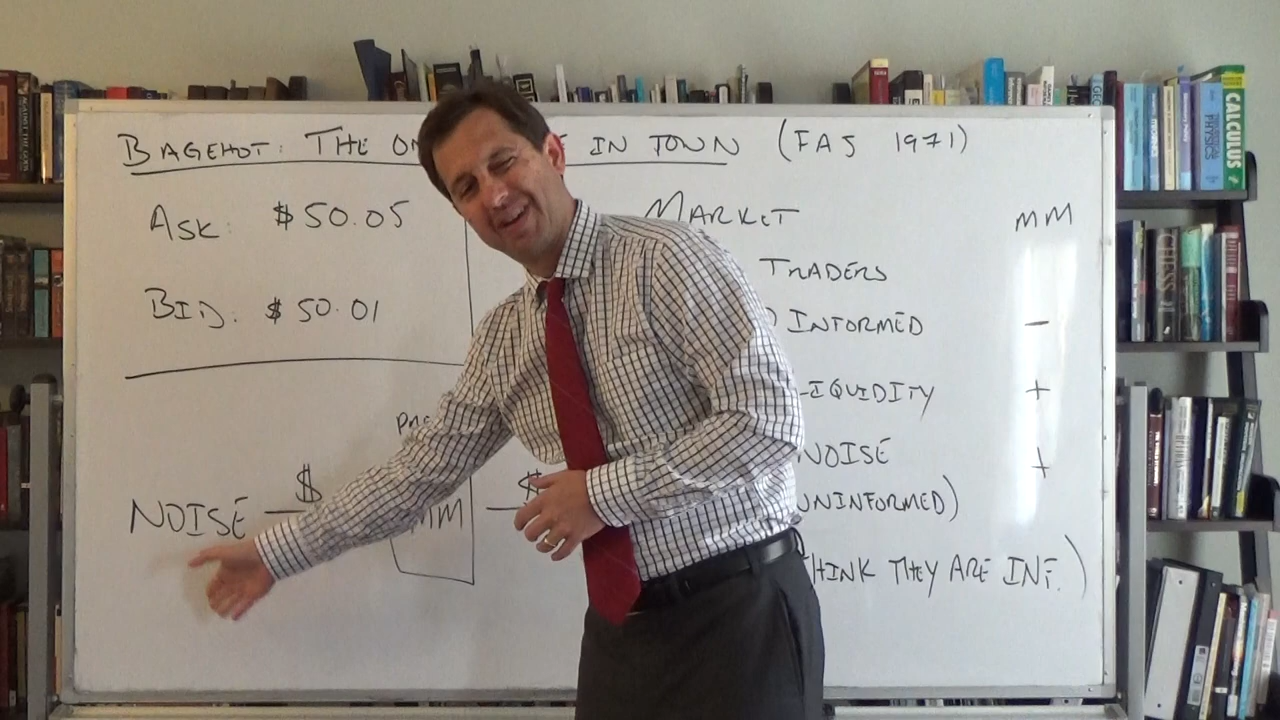 BAGEHOT: THE IN TOWN (FAJ 1971)
ASK: $50.05
BID: $50.01
MARKET MM
TRADERS
INFORMED -
LIQUIDITY +
NOISE +
UNINFORMED)
THINK THEY ARE INF.)
NOISE $ MM $
CALCULUS
PHYSICS
CHESS